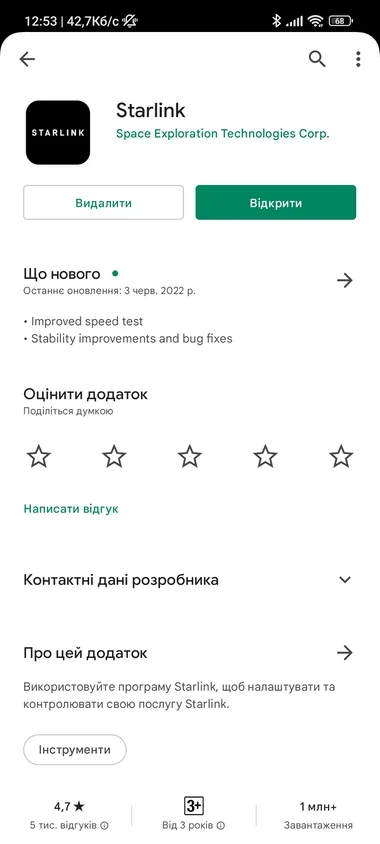 12:53 | 42,7Кб/с
68
Starlink
STARLINK
Space Exploration Technologies Corp.
Видалити
Відкрити
Що нового
Останнє оновлення: 3 черв. 2022 р.
• Improved speed test
• Stability improvements and bug fixes
Оцінити додаток
Поділіться думкою
Написати відгук
Контактні дані розробника
Про цей додаток
Використовуйте програму Starlink, щоб налаштувати та
контролювати свою послугу Starlink.
Інструменти
4,7 ★
3+
1 млн+
5 тис. відгуків
Від 3 років
Завантаження